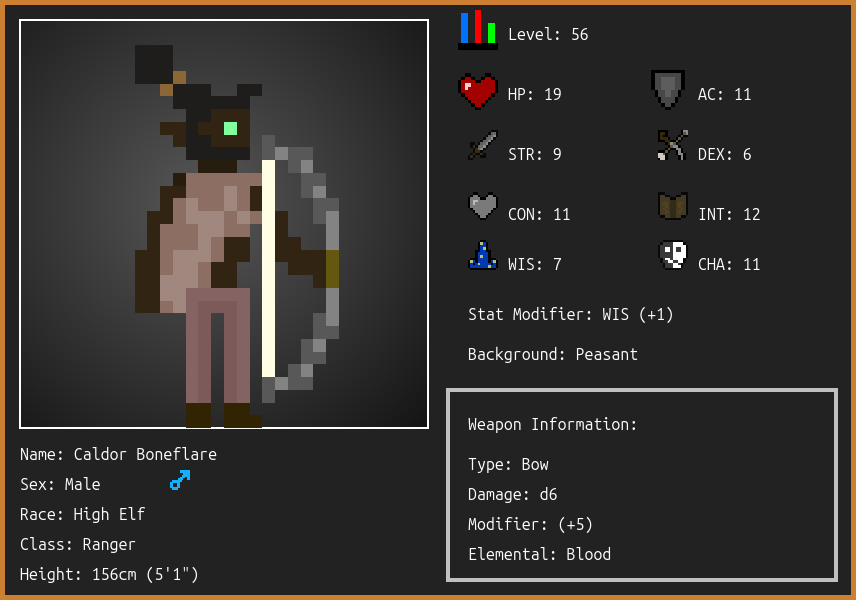 Level: 56
HP: 19
AC: 11
STR: 9
DEX: 6
CON: 11
INT: 12
WIS: 7
CHA: 11
Stat Modifier: WIS (+1)
Background: Peasant
Weapon Information:
Type: Bow
Damage: d6
Modifier: (+5)
Elemental: Blood
Name: Caldor Boneflare
Sex: Male
Race: High Elf
Class: Ranger
Height: 156cm (5'1")